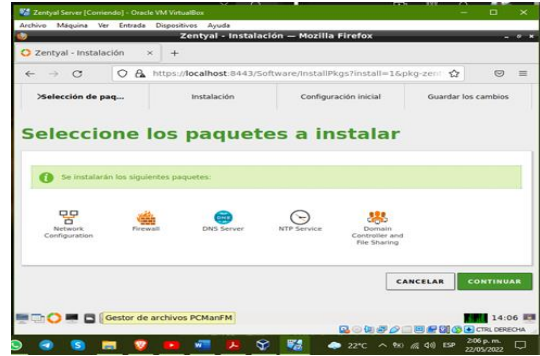 Zentyal Server [Corriendo] - Oracle VM VirtualBox
Archivo Máquina Ver Entrada Dispositivos Ayuda
Zentyal - Instalación — Mozilla Firefox
Zentyal - Instalación
https://localhost:8443/Software/InstallPkgs?install=1&pkg-zent
Selección de paq... Instalación Configuración inicial Guardar los cambios
Seleccione los paquetes a instalar
Se instalarán los siguientes paquetes:
Network Configuration
Firewall
DNS Server
NTP Service
Domain Controller and File Sharing
CANCELAR CONTINUAR
Gestor de archivos PCManFM
14:06
CTRL DERECHA
22°C
ESP
2:06 p. m.
22/05/2022